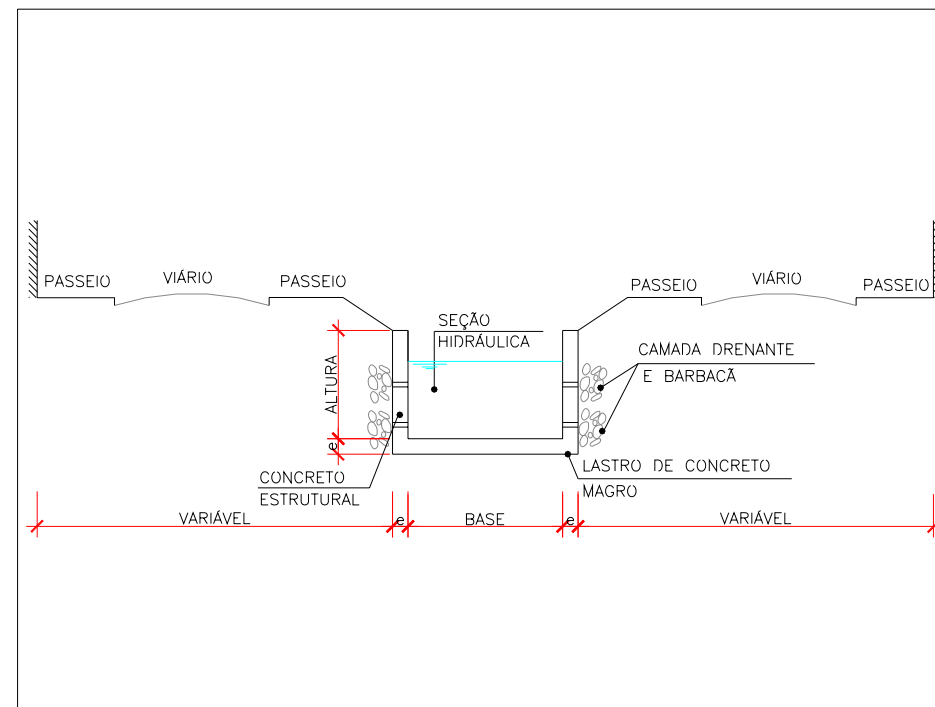 PASSEIO
VIÁRIO
PASSEIO
PASSEIO
VIÁRIO
PASSEIO
SEÇÃO
HIDRÁULICA
CAMADA DRENANTE
E BARBACÃ
ALTURA
e
CONCRETO
ESTRUTURAL
LASTRO DE CONCRETO
MAGRO
VARIÁVEL
e
BASE
e
VARIÁVEL